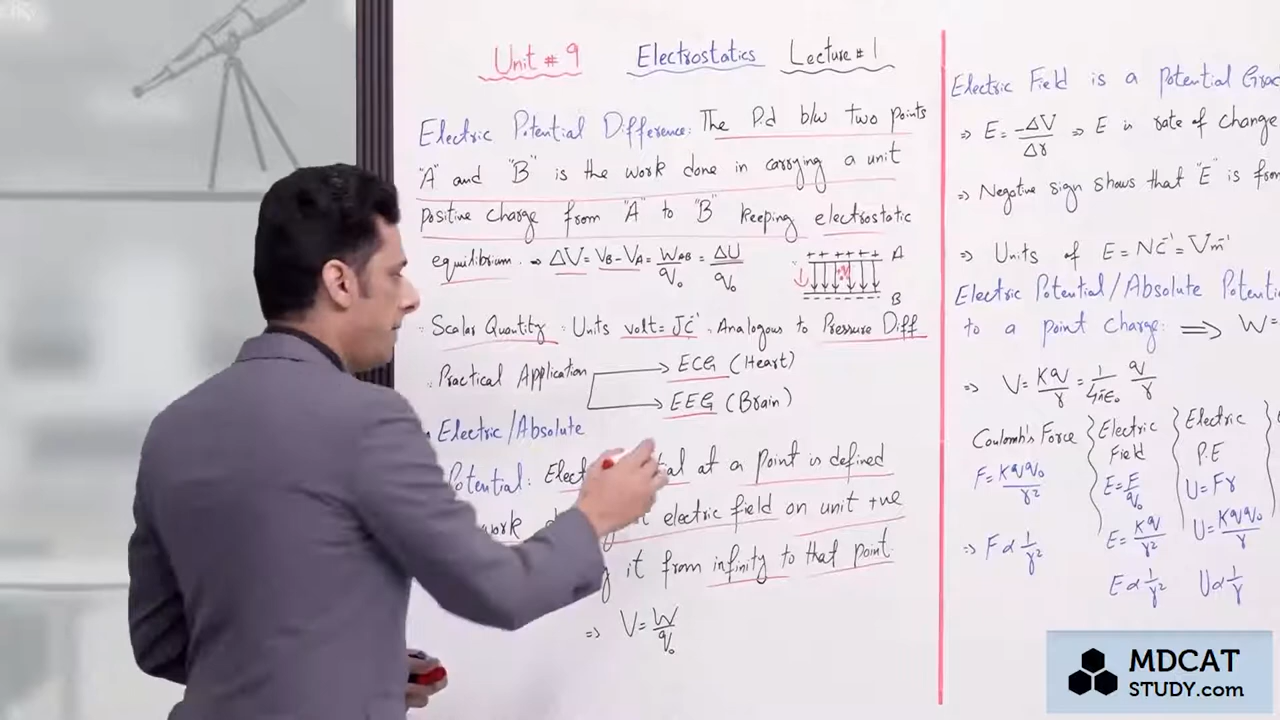 Unit # 9 Electrostatics Lecture # 1
Electric Potential Difference: The P.d b/w two points
"A" and "B" is the work done in carrying a unit
positive charge from "A" to "B" keeping electrostatic
equilibrium. ⇒ ΔV = V_B - V_A = W_AB/q₀ = ΔU/q₀
++ ++++ + A
B
Scalar Quantity : Units volt = JC⁻¹ . Analogous to Pressure Diff
Practical Application → ECG (Heart)
→ EEG (Brain)
Electric/Absolute
Potential: at a point is defined
work electric field on unit +ve
it from infinity to that point.
⇒ V = W/q₀
Electric Field is a Potential
⇒ E = -ΔV/Δr ⇒ E is rate of change
⇒ Negative sign shows that "E" is from
⇒ Units of E = NC⁻¹ = Vm⁻¹
Electric Potential/Absolute
to a point charge: ⇒ W =
⇒ V = Kq/r = 1/4πε₀ q/r
Coulomb's Force
F = Kqq₀/r²
⇒ F ∝ 1/r²
Electric
Field
E = F/q₀
E = Kq/r²
E ∝ 1/r²
Electric
P.E
U = Fr
U = Kqq₀/r
U ∝ 1/r
MDCAT
STUDY.com